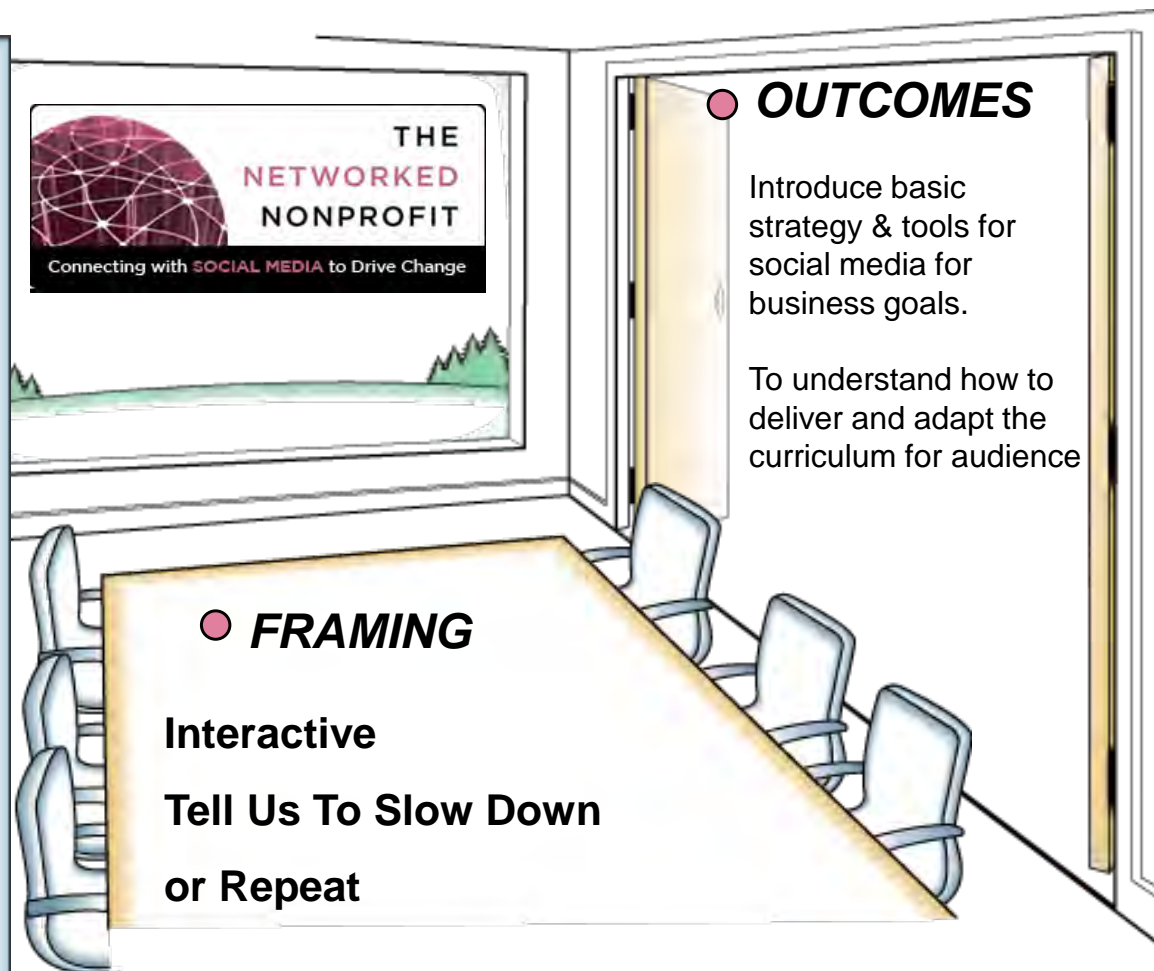 THE
NETWORKED
NONPROFIT
Connecting with SOCIAL MEDIA to Drive Change
OUTCOMES
Introduce basic
strategy & tools for
social media for
business goals.
To understand how to
deliver and adapt the
curriculum for audience
FRAMING
Interactive
Tell Us To Slow Down
or Repeat